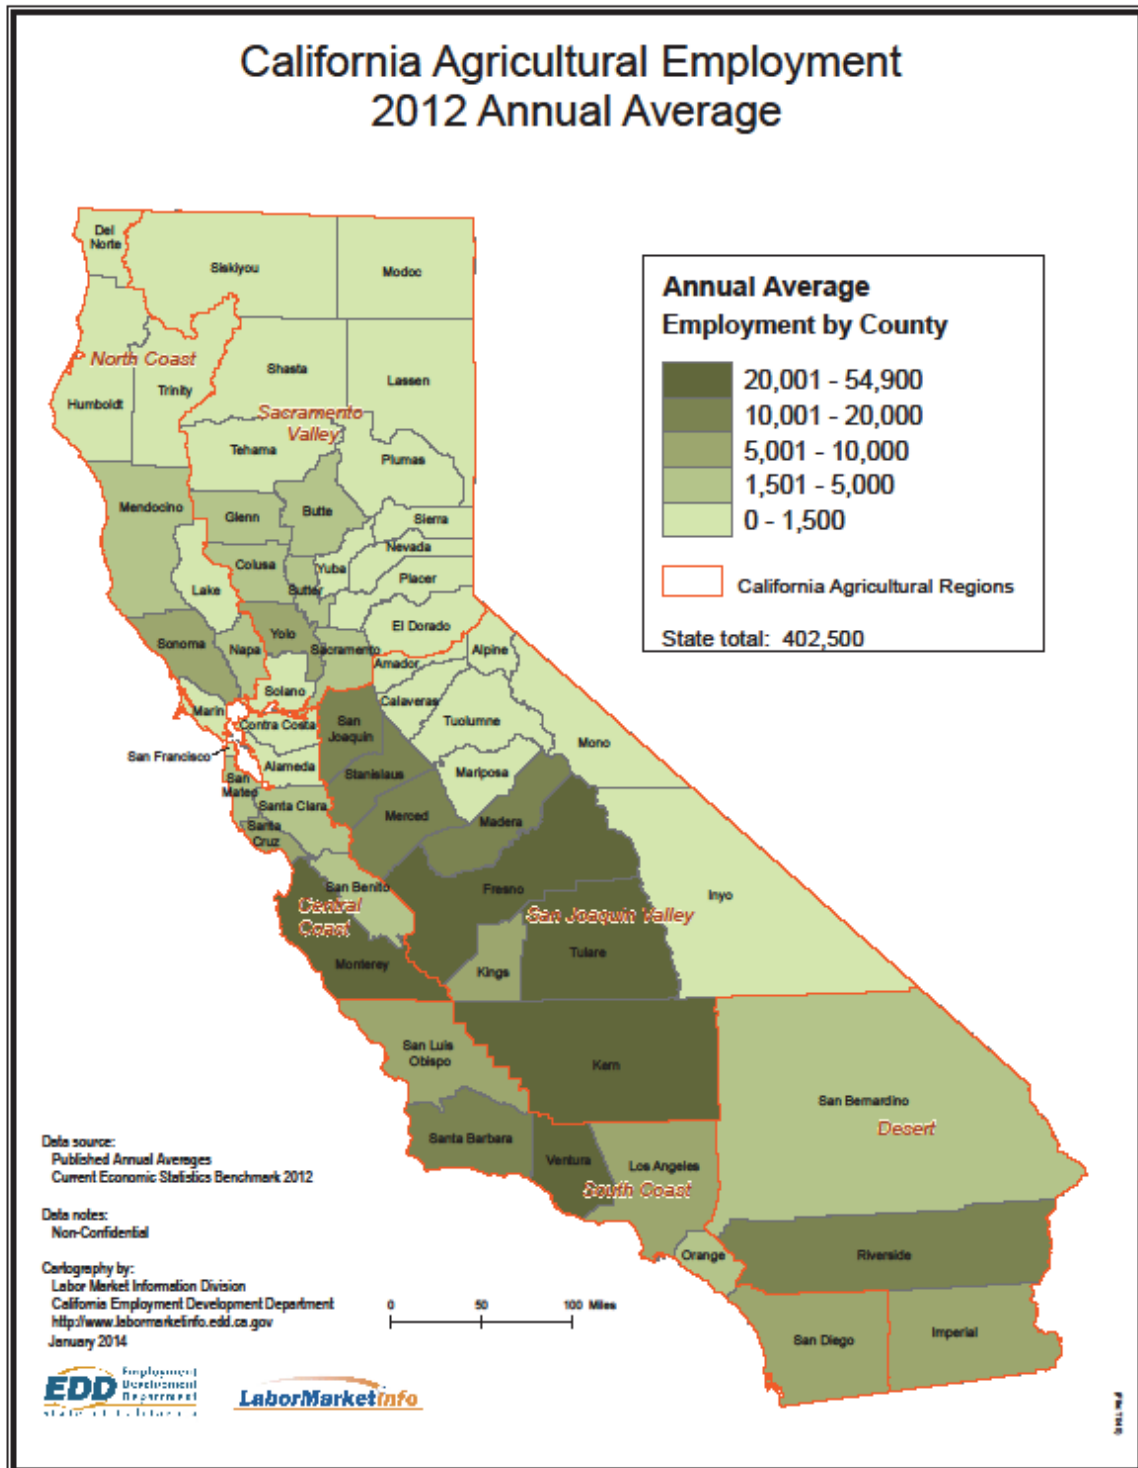 California Agricultural Employment
2012 Annual Average
Annual Average
Employment by County
20,001 - 54,900
10,001 - 20,000
5,001 - 10,000
1,501 - 5,000
0 - 1,500
California Agricultural Regions
State total: 402,500
Del
Norte
Siskiyou
Modoc
North Coast
Humboldt
Trinity
Shasta
Lassen
Sacramento
Valley
Tehama
Plumas
Mendocino
Glenn
Butte
Sierra
Nevada
Colusa
Yuba
Placer
Lake
Sutter
El Dorado
Sonoma
Napa
Yolo
Sacramento
Alpine
Amador
Solano
Calaveras
Marin
Contra Costa
San
Joaquin
Tuolumne
Mono
San Francisco
Alameda
Stanislaus
Mariposa
San
Mateo
Santa Clara
Merced
Madera
Santa
Cruz
San Benito
Fresno
Inyo
Central
Coast
San Joaquin Valley
Monterey
Kings
Tulare
San Luis
Obispo
Kern
San Bernardino
Desert
Santa Barbara
Ventura
Los Angeles
South Coast
Orange
Riverside
San Diego
Imperial
Data source:
Published Annual Averages
Current Economic Statistics Benchmark 2012
Data notes:
Non-Confidential
Cartography by:
Labor Market Information Division
California Employment Development Department
http://www.labormarketinfo.edd.ca.gov
January 2014
0 50 100 Miles
EDD
Employment
Development
Department
State of California
LaborMarketInfo